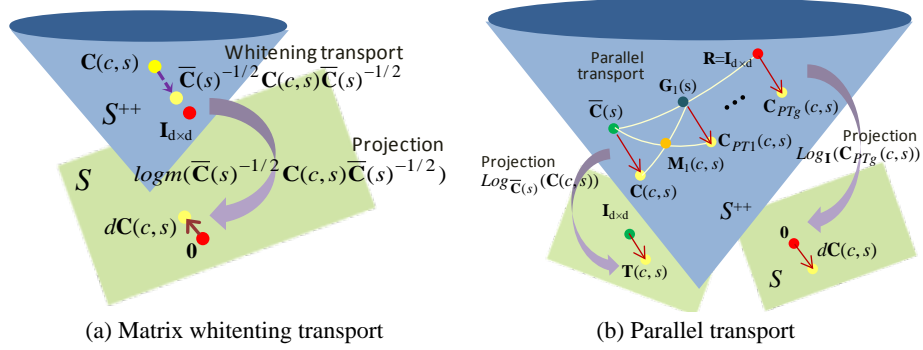 C(c, s)
Whitening transport
C̅(s)^{-1/2}C(c, s)C̅(s)^{-1/2}
S^{++}
I_{d×d}
Projection
logm(C̅(s)^{-1/2}C(c, s)C̅(s)^{-1/2})
S
dC(c, s)
0
(a) Matrix whitenting transport
Parallel
transport
R=I_{d×d}
G_1(s)
C̅(s)
C_{PTg}(c, s)
C_{PT1}(c, s)
M_1(c, s)
C(c, s)
Projection
Log_{C̅(s)}(C(c, s))
Projection
Log_I(C_{PTg}(c, s))
S^{++}
I_{d×d}
T(c, s)
0
dC(c, s)
S
(b) Parallel transport